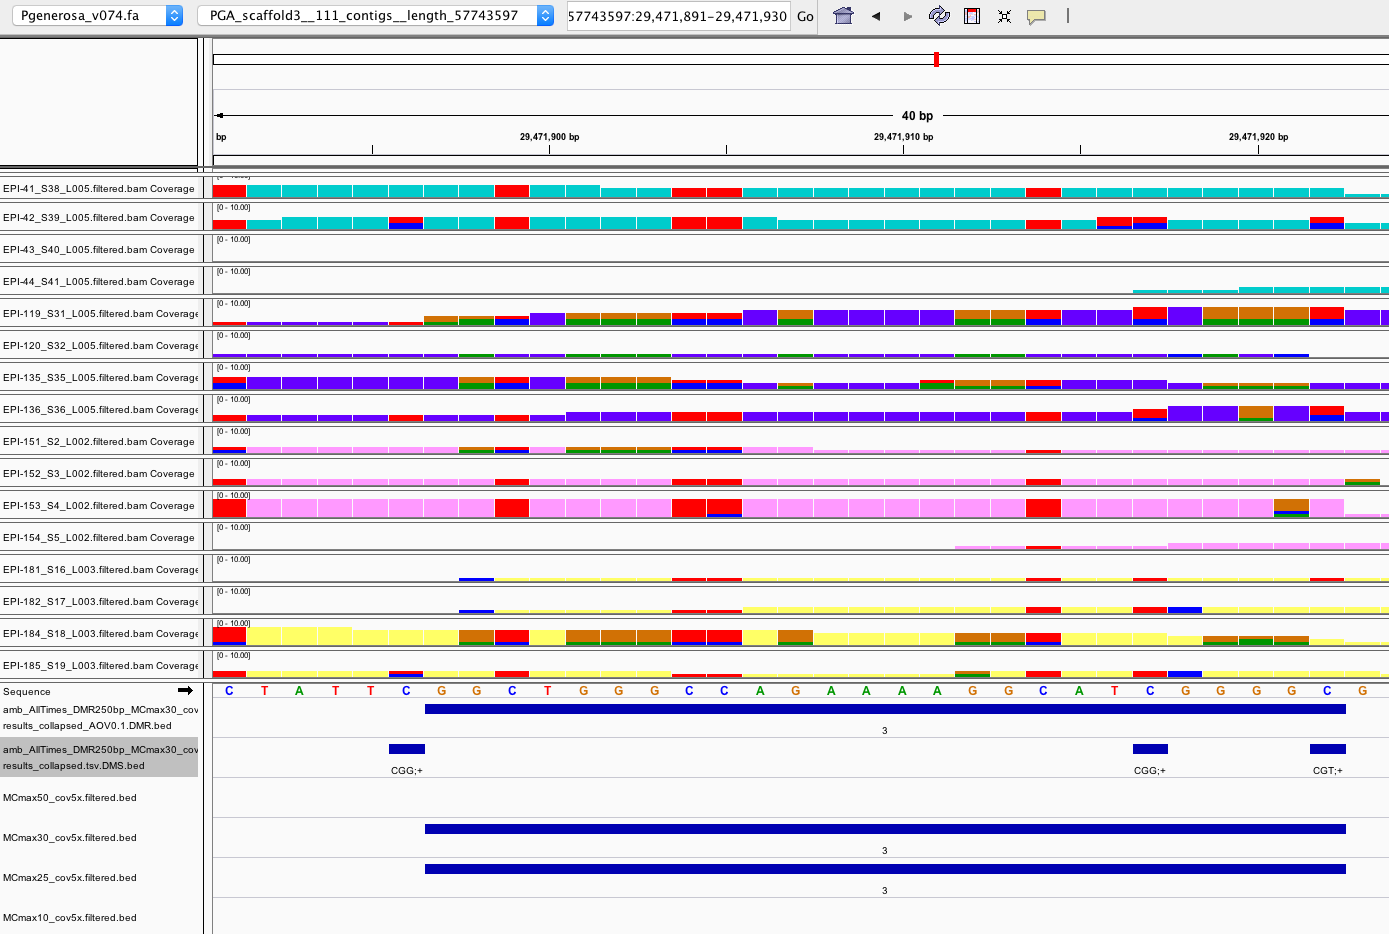 Pgenerosa_v074.fa PGA_scaffold3__111_contigs__length_57743597 57743597:29,471,891-29,471,930 Go
40 bp
bp 29,471,900 bp 29,471,910 bp 29,471,920 bp
EPI-41_S38_L005.filtered.bam Coverage
EPI-42_S39_L005.filtered.bam Coverage [0 - 10.00]
EPI-43_S40_L005.filtered.bam Coverage [0 - 10.00]
EPI-44_S41_L005.filtered.bam Coverage [0 - 10.00]
EPI-119_S31_L005.filtered.bam Coverage [0 - 10.00]
EPI-120_S32_L005.filtered.bam Coverage [0 - 10.00]
EPI-135_S35_L005.filtered.bam Coverage [0 - 10.00]
EPI-136_S36_L005.filtered.bam Coverage [0 - 10.00]
EPI-151_S2_L002.filtered.bam Coverage [0 - 10.00]
EPI-152_S3_L002.filtered.bam Coverage [0 - 10.00]
EPI-153_S4_L002.filtered.bam Coverage [0 - 10.00]
EPI-154_S5_L002.filtered.bam Coverage [0 - 10.00]
EPI-181_S16_L003.filtered.bam Coverage [0 - 10.00]
EPI-182_S17_L003.filtered.bam Coverage [0 - 10.00]
EPI-184_S18_L003.filtered.bam Coverage [0 - 10.00]
EPI-185_S19_L003.filtered.bam Coverage [0 - 10.00]
Sequence C T A T T C G G C T G G G C C A G A A A A G G C A T C G G G G C G
amb_AllTimes_DMR250bp_MCmax30_cov
results_collapsed_AOV0.1.DMR.bed
3
amb_AllTimes_DMR250bp_MCmax30_cov
results_collapsed.tsv.DMS.bed
CGG;+ CGG;+ CGT;+
MCmax50_cov5x.filtered.bed
MCmax30_cov5x.filtered.bed
3
MCmax25_cov5x.filtered.bed
3
MCmax10_cov5x.filtered.bed